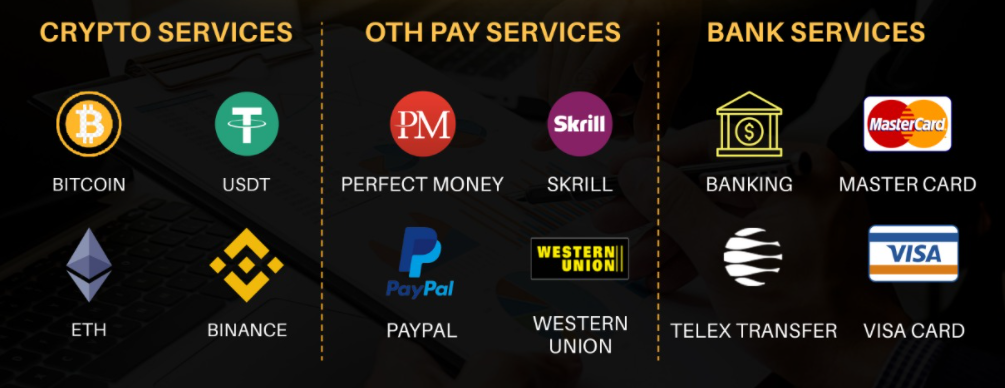 CRYPTO SERVICES
OTH PAY SERVICES
BANK SERVICES
PM
Skrill
MasterCard
BITCOIN
USDT
PERFECT MONEY
SKRILL
BANKING
MASTER CARD
PayPal
WESTERN
UNION
VISA
ETH
BINANCE
PAYPAL
WESTERN
UNION
TELEX TRANSFER
VISA CARD